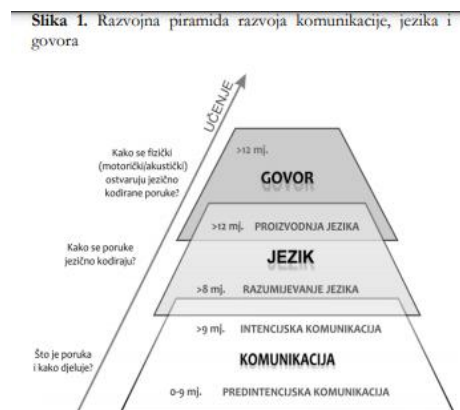 Slika 1. Razvojna piramida razvoja komunikacije, jezika i
govora
UČENJE
Kako se fizički
(motorički/akustički)
ostvaruju jezično
kodirane poruke?
>12 mj.
GOVOR
>12 mj. PROIZVODNJA JEZIKA
Kako se poruke
jezično kodiraju?
JEZIK
>8 mj. RAZUMIJEVANJE JEZIKA
>9 mj. INTENCIJSKA KOMUNIKACIJA
Što je poruka
i kako djeluje?
KOMUNIKACIJA
0-9 mj. PREDINTENCIJSKA KOMUNIKACIJA